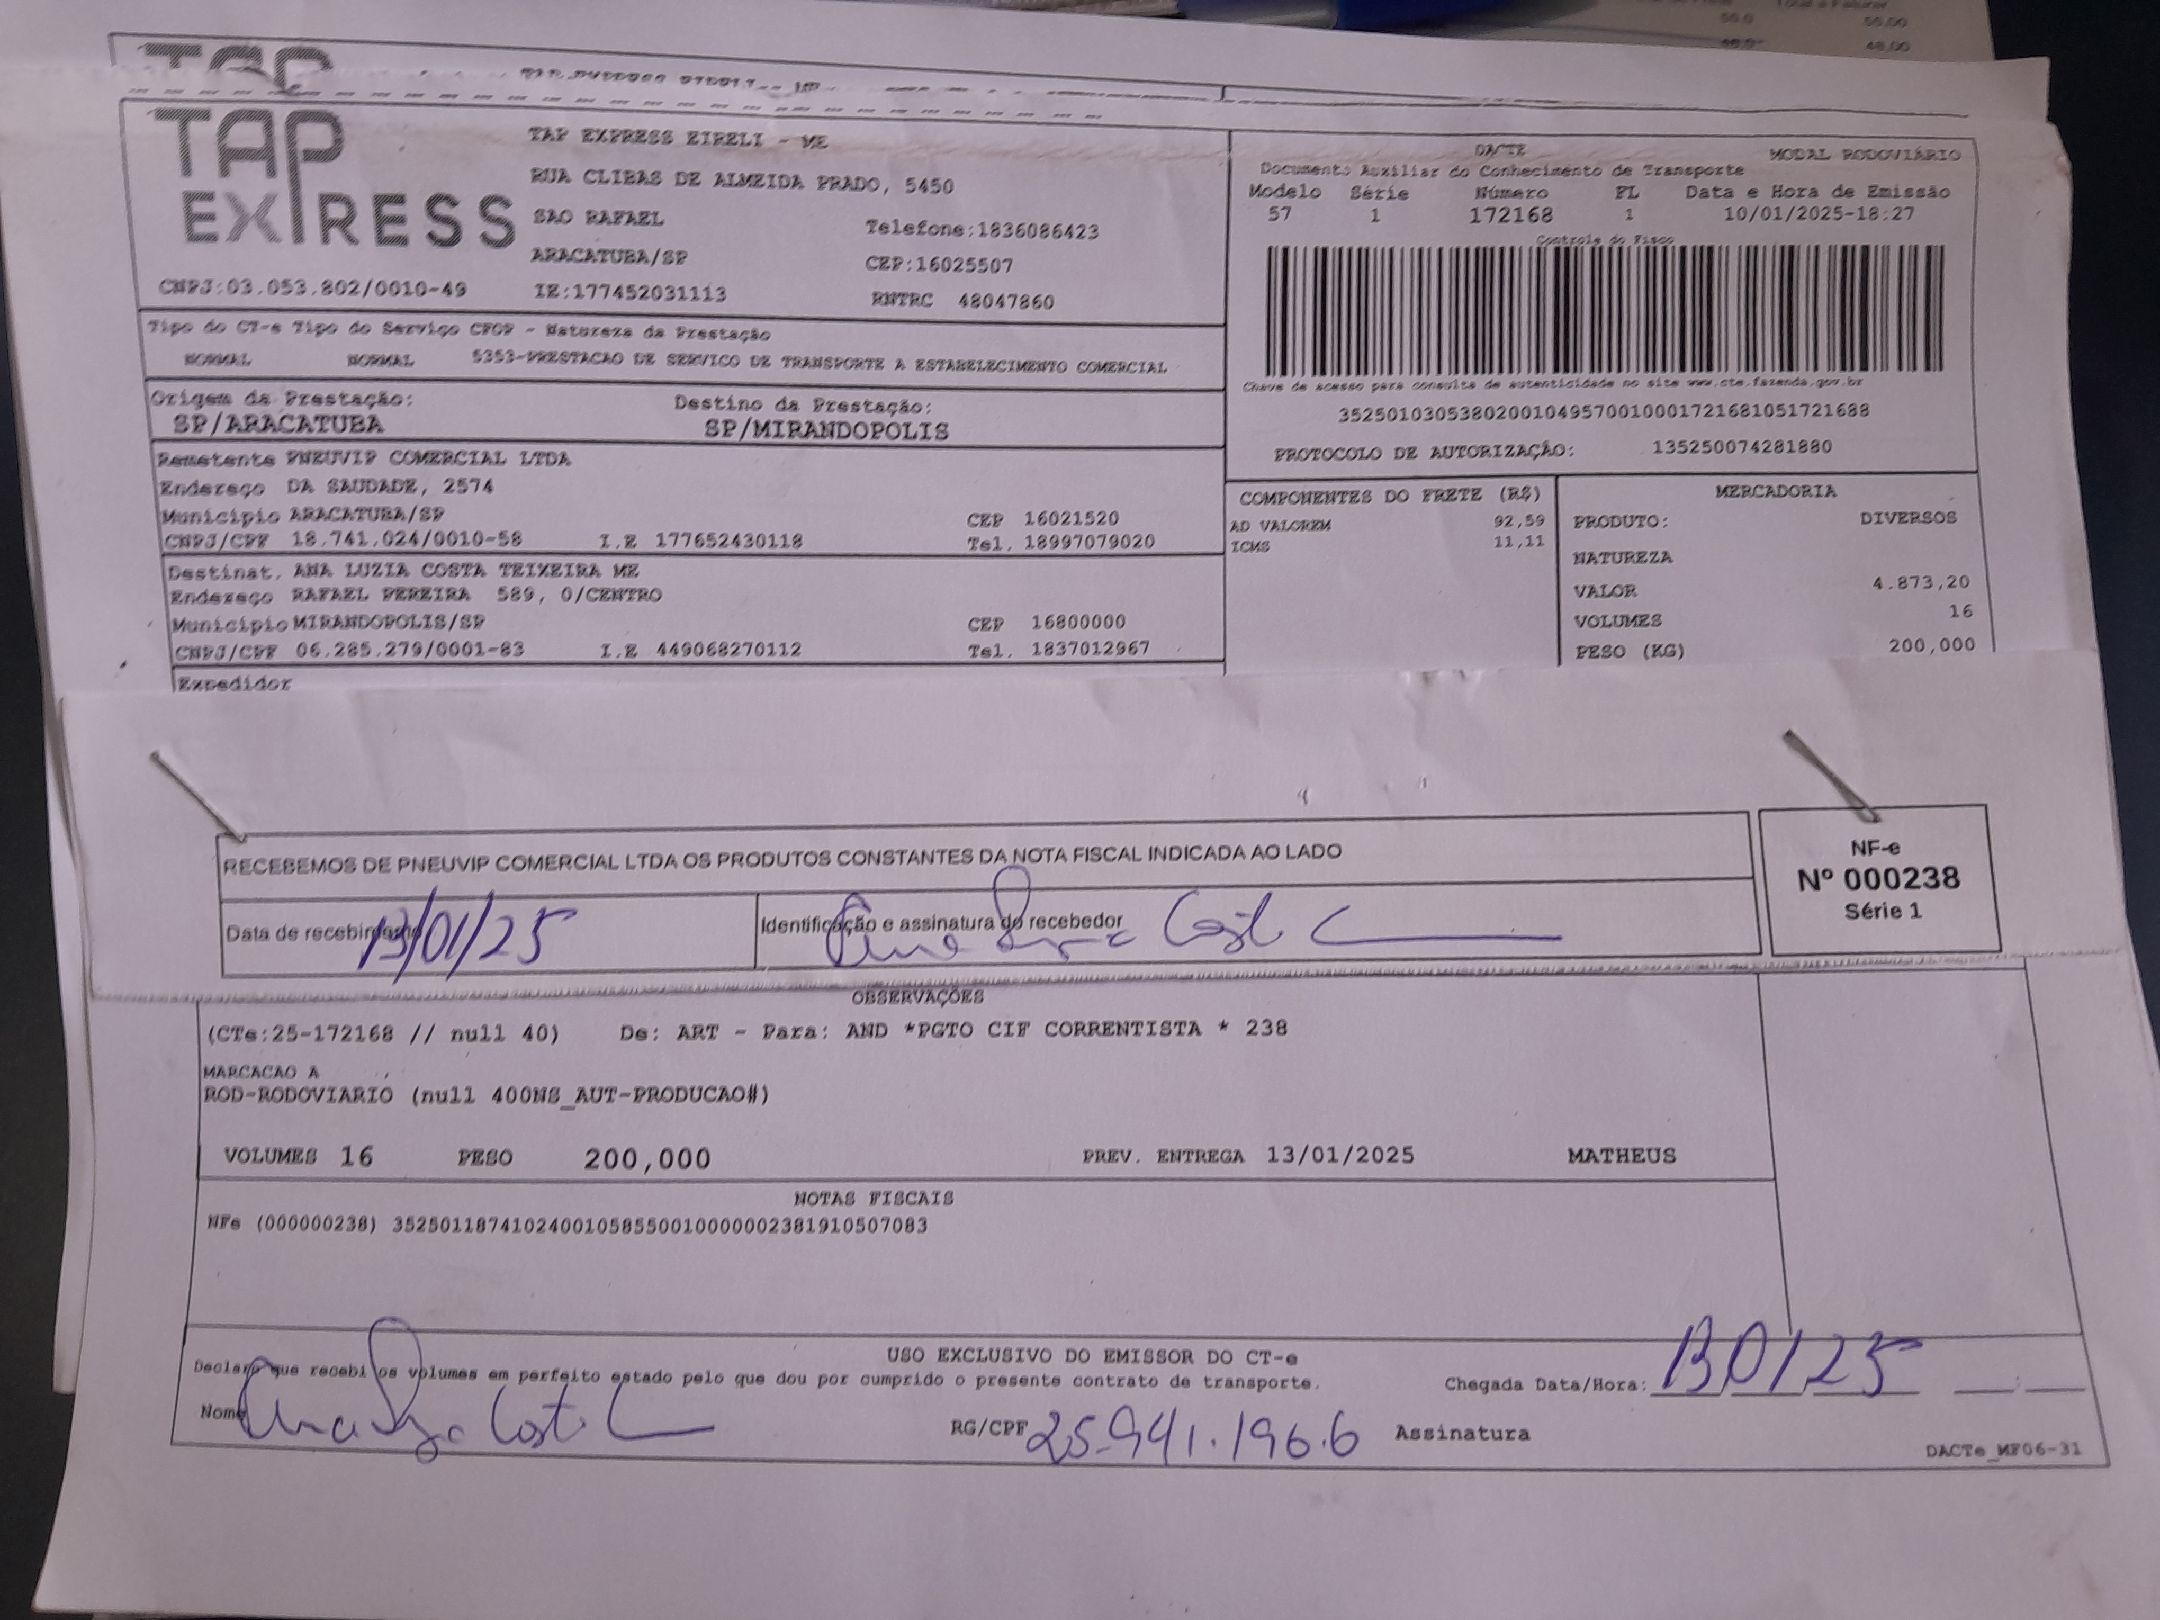 50.0 50,00
48,00
TAP EXPRESS
TAP EXPRESS EIRELI - ME
RUA CLIBAS DE ALMEIDA PRADO, 5450
SAO RAFAEL Telefone:1836086423
ARACATUBA/SP CEP:16025507
CNPJ:03.053.802/0010-49 IE:177452031113 RNTRC 48047860
DACTE MODAL RODOVIÁRIO
Documento Auxiliar do Conhecimento de Transporte
Modelo Série Número FL Data e Hora de Emissão
57 1 172168 1 10/01/2025-18:27
Controle do Fisco
Chave de acesso para consulta de autenticidade no site www.cte.fazenda.gov.br
35250103053802001049570010001721681051721688
PROTOCOLO DE AUTORIZAÇÃO: 135250074281880
Tipo do CT-e Tipo do Serviço CFOP - Natureza da Prestação
NORMAL NORMAL 5353-PRESTACAO DE SERVICO DE TRANSPORTE A ESTABELECIMENTO COMERCIAL
Origem da Prestação: Destino da Prestação:
SP/ARACATUBA SP/MIRANDOPOLIS
Remetente PNEUVIP COMERCIAL LTDA
Endereço DA SAUDADE, 2574
Município ARACATUBA/SP CEP 16021520
CNPJ/CPF 18.741.024/0010-58 I.E 177652430118 Tel. 18997079020
Destinat. ANA LUZIA COSTA TEIXEIRA ME
Endereço RAFAEL PEREIRA 589, 0/CENTRO
Município MIRANDOPOLIS/SP CEP 16800000
CNPJ/CPF 06.285.279/0001-83 I.E 449068270112 Tel. 1837012967
Expedidor
COMPONENTES DO FRETE (R$)
AD VALOREM 92,59
ICMS 11,11
MERCADORIA
PRODUTO: DIVERSOS
NATUREZA
VALOR 4.873,20
VOLUMES 16
PESO (KG) 200,000
RECEBEMOS DE PNEUVIP COMERCIAL LTDA OS PRODUTOS CONSTANTES DA NOTA FISCAL INDICADA AO LADO
NF-e
Nº 000238
Série 1
Data de recebimento 13/01/25 Identificação e assinatura do recebedor Ana Luzia Costa
OBSERVAÇÕES
(CTe:25-172168 // null 40) De: ART - Para: AND *PGTO CIF CORRENTISTA * 238
MARCACAO A
ROD-RODOVIARIO (null 400NS_AUT-PRODUCAO#)
VOLUMES 16 PESO 200,000 PREV. ENTREGA 13/01/2025 MATHEUS
NOTAS FISCAIS
NFe (000000238) 35250118741024001058550010000002381910507083
USO EXCLUSIVO DO EMISSOR DO CT-e
Declaro que recebi os volumes em perfeito estado pelo que dou por cumprido o presente contrato de transporte.
Chegada Data/Hora: 13 01 25
Nome Ana Luzia Costa RG/CPF 25.941.196.6 Assinatura
DACTe_MF06-31